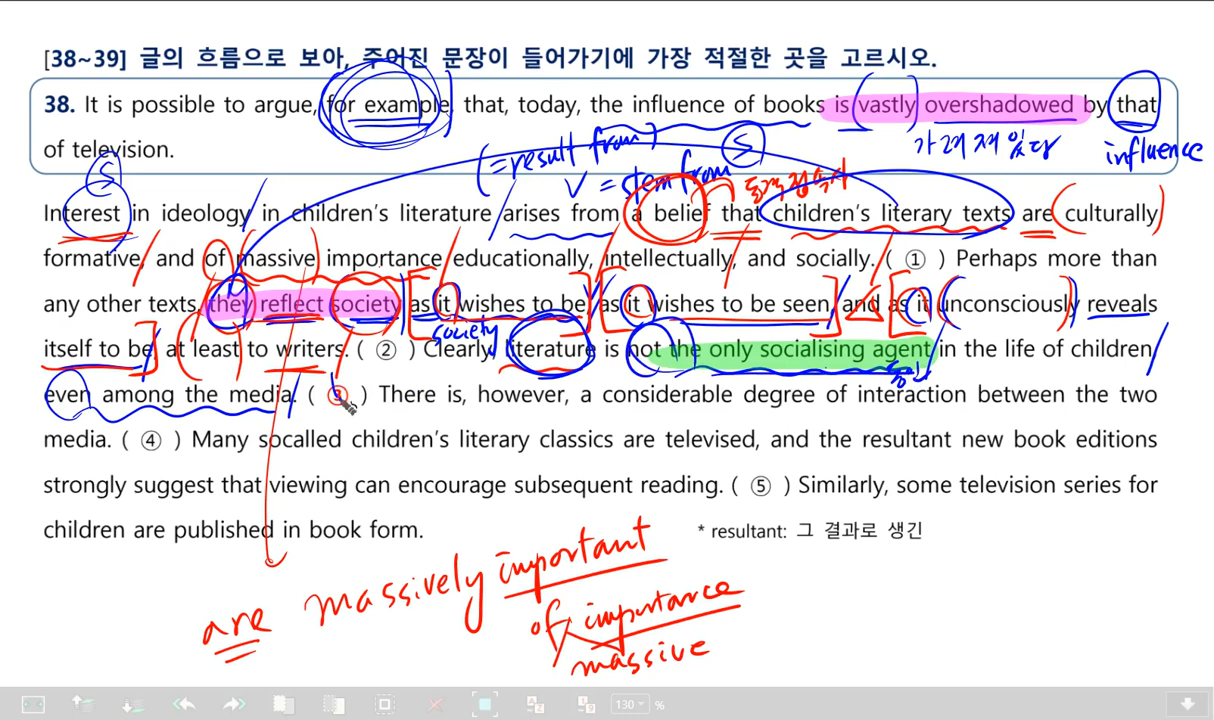 [38~39] 글의 흐름으로 보아, 주어진 문장이 들어가기에 가장 적절한 곳을 고르시오.
38. It is possible to argue, for example, that, today, the influence of books is vastly overshadowed by that
of television.
가려져 있다
influence
(= result from)
= stem from
S
S
동격접속사
Interest in ideology in children's literature arises from a belief that children's literary texts are culturally
formative, and of massive importance educationally, intellectually, and socially. ( ① ) Perhaps more than
any other texts, they reflect society as it wishes to be, as it wishes to be seen, and as it unconsciously reveals
society
itself to be, at least to writers. ( ② ) Clearly, literature is not the only socialising agent in the life of children,
even among the media. ( ③ ) There is, however, a considerable degree of interaction between the two
media. ( ④ ) Many socalled children's literary classics are televised, and the resultant new book editions
strongly suggest that viewing can encourage subsequent reading. ( ⑤ ) Similarly, some television series for
children are published in book form.
* resultant: 그 결과로 생긴
are massively important
of importance
massive
130 %